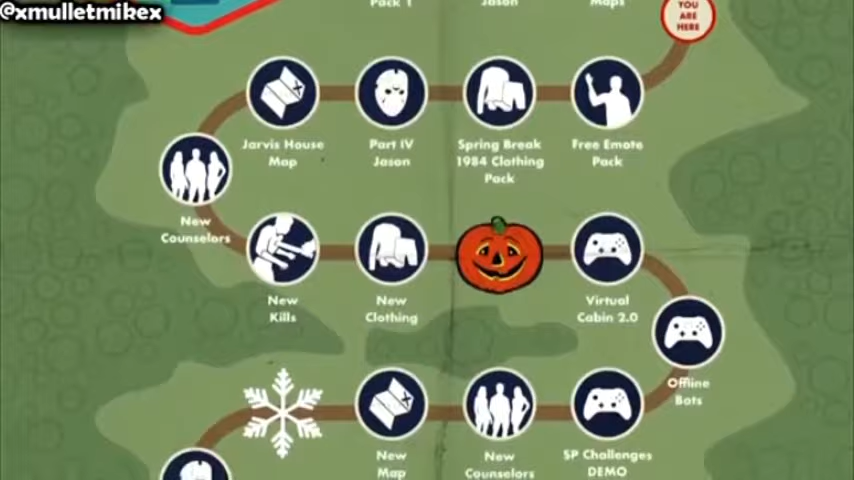 @xmulletmikex
Pack 1
Jason
Maps
YOU
ARE
HERE
Jarvis House
Map
Part IV
Jason
Spring Break
1984 Clothing
Pack
Free Emote
Pack
New
Counselors
New
Kills
New
Clothing
Virtual
Cabin 2.0
Offline
Bots
New
Map
New
Counselors
SP Challenges
DEMO